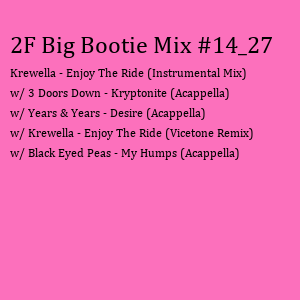 2F Big Bootie Mix #14_27
Krewella - Enjoy The Ride (Instrumental Mix)
w/ 3 Doors Down - Kryptonite (Acappella)
w/ Years & Years - Desire (Acappella)
w/ Krewella - Enjoy The Ride (Vicetone Remix)
w/ Black Eyed Peas - My Humps (Acappella)